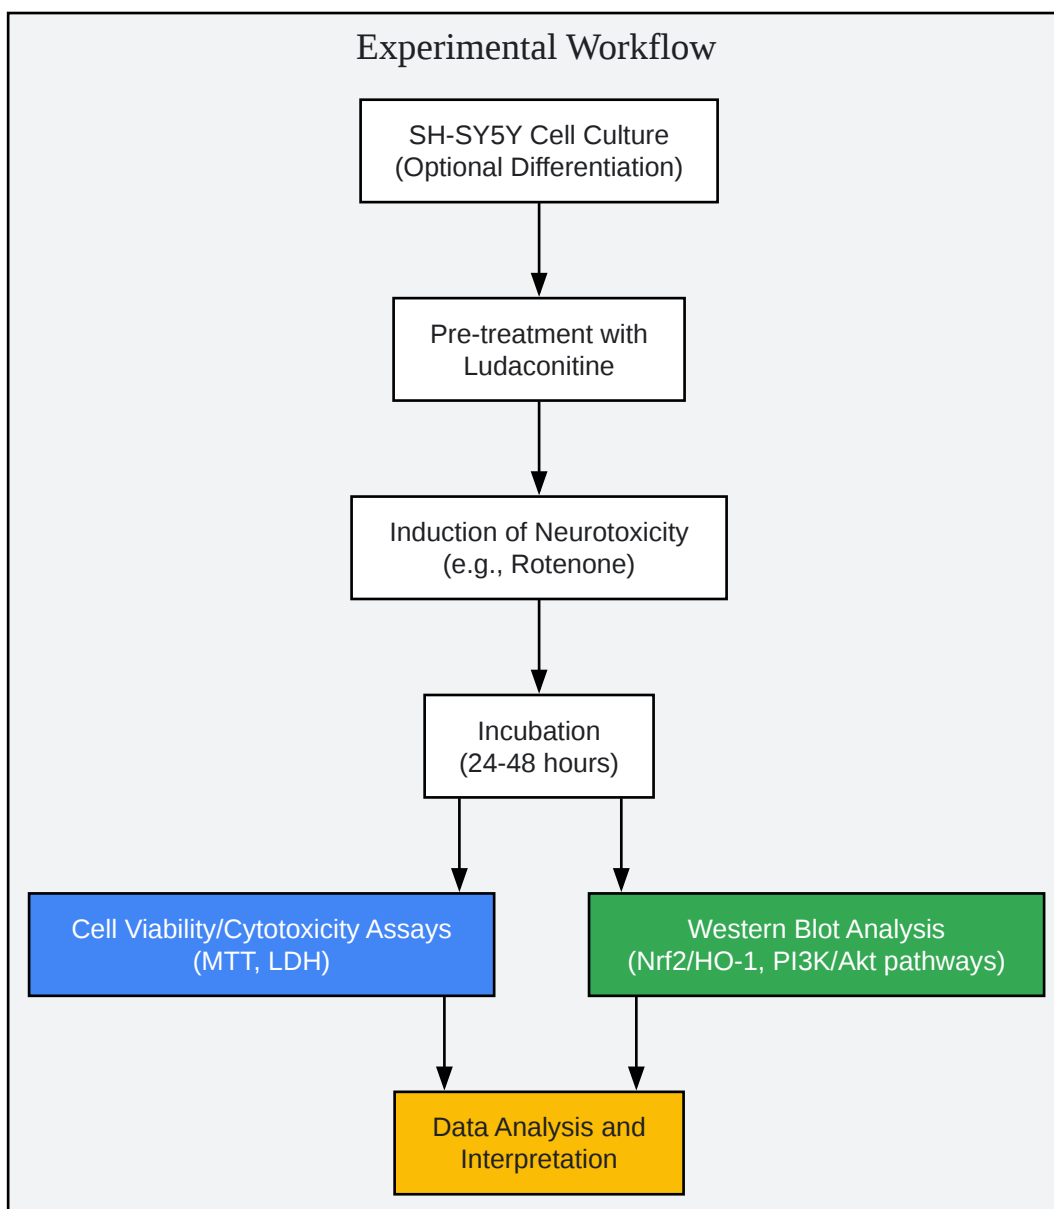 Experimental Workflow
SH-SY5Y Cell Culture
(Optional Differentiation)
Pre-treatment with
Ludaconitine
Induction of Neurotoxicity
(e.g., Rotenone)
Incubation
(24-48 hours)
Cell Viability/Cytotoxicity Assays
(MTT, LDH)
Western Blot Analysis
(Nrf2/HO-1, PI3K/Akt pathways)
Data Analysis and
Interpretation